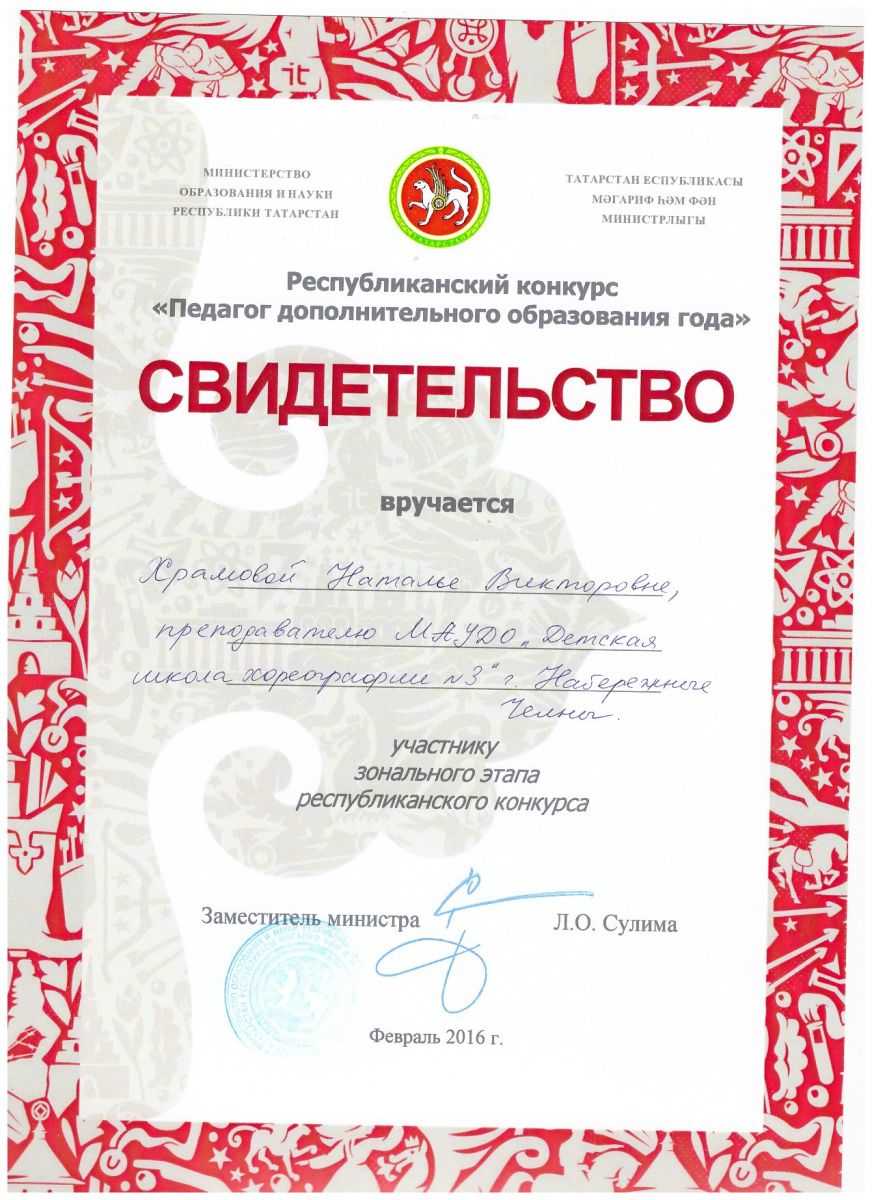 МИНИСТЕРСТВО
ОБРАЗОВАНИЯ И НАУКИ
РЕСПУБЛИКИ ТАТАРСТАН
ТАТАРСТАН ЕСПУБЛИКАСЫ
МӘГАРИФ ҺӘМ ФӘН
МИНИСТРЛЫГЫ
ТАТАРСТАН
Республиканский конкурс
«Педагог дополнительного образования года»
СВИДЕТЕЛЬСТВО
вручается
Храмовой Наталье Викторовне,
преподавателю МАУДО „Детская
школа хореографии №3" г. Набережные
Челны.
участнику
зонального этапа
республиканского конкурса
Заместитель министра
Л.О. Сулима
Февраль 2016 г.